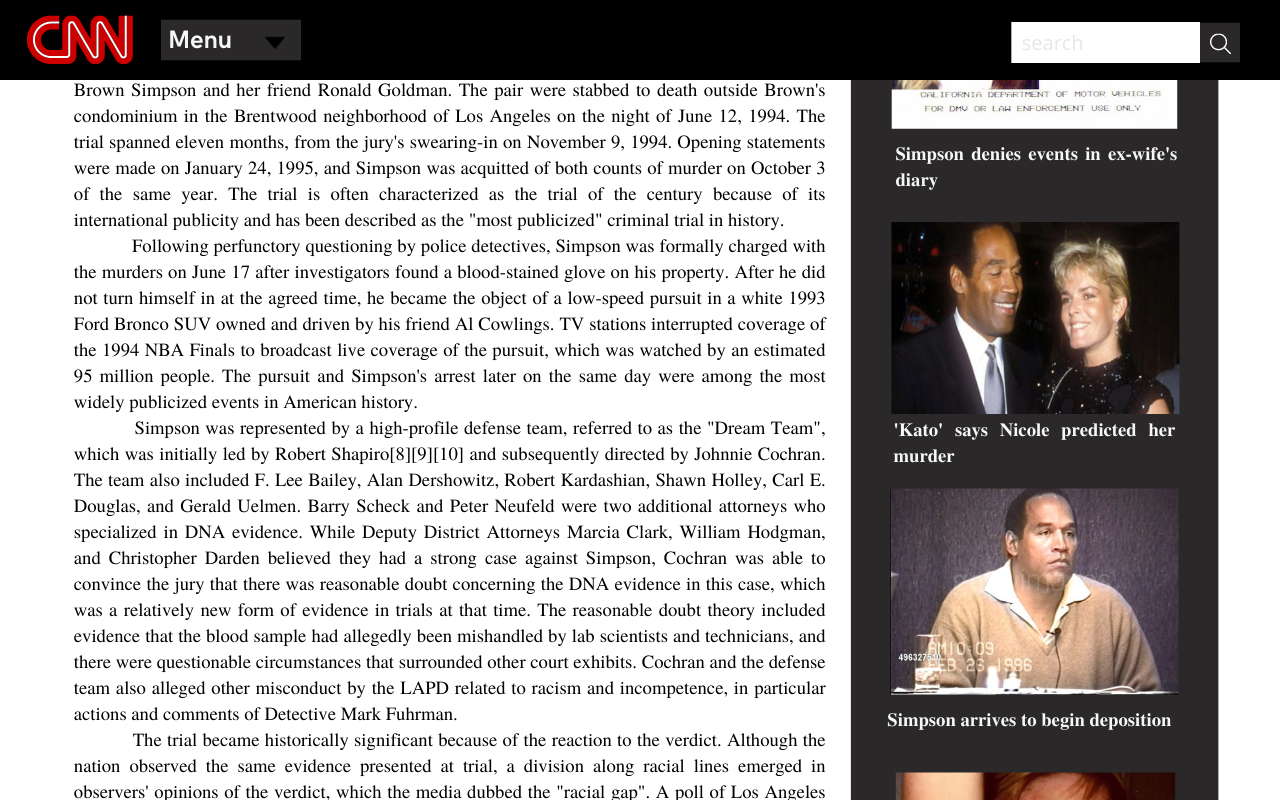 CNN
Menu
search
Brown Simpson and her friend Ronald Goldman. The pair were stabbed to death outside Brown's
condominium in the Brentwood neighborhood of Los Angeles on the night of June 12, 1994. The
trial spanned eleven months, from the jury's swearing-in on November 9, 1994. Opening statements
were made on January 24, 1995, and Simpson was acquitted of both counts of murder on October 3
of the same year. The trial is often characterized as the trial of the century because of its
international publicity and has been described as the "most publicized" criminal trial in history.
Following perfunctory questioning by police detectives, Simpson was formally charged with
the murders on June 17 after investigators found a blood-stained glove on his property. After he did
not turn himself in at the agreed time, he became the object of a low-speed pursuit in a white 1993
Ford Bronco SUV owned and driven by his friend Al Cowlings. TV stations interrupted coverage of
the 1994 NBA Finals to broadcast live coverage of the pursuit, which was watched by an estimated
95 million people. The pursuit and Simpson's arrest later on the same day were among the most
widely publicized events in American history.
Simpson was represented by a high-profile defense team, referred to as the "Dream Team",
which was initially led by Robert Shapiro[8][9][10] and subsequently directed by Johnnie Cochran.
The team also included F. Lee Bailey, Alan Dershowitz, Robert Kardashian, Shawn Holley, Carl E.
Douglas, and Gerald Uelmen. Barry Scheck and Peter Neufeld were two additional attorneys who
specialized in DNA evidence. While Deputy District Attorneys Marcia Clark, William Hodgman,
and Christopher Darden believed they had a strong case against Simpson, Cochran was able to
convince the jury that there was reasonable doubt concerning the DNA evidence in this case, which
was a relatively new form of evidence in trials at that time. The reasonable doubt theory included
evidence that the blood sample had allegedly been mishandled by lab scientists and technicians, and
there were questionable circumstances that surrounded other court exhibits. Cochran and the defense
team also alleged other misconduct by the LAPD related to racism and incompetence, in particular
actions and comments of Detective Mark Fuhrman.
The trial became historically significant because of the reaction to the verdict. Although the
nation observed the same evidence presented at trial, a division along racial lines emerged in
observers' opinions of the verdict, which the media dubbed the "racial gap". A poll of Los Angeles
CALIFORNIA DEPARTMENT OF MOTOR VEHICLES
FOR DMV OR LAW ENFORCEMENT USE ONLY
Simpson denies events in ex-wife's
diary
'Kato' says Nicole predicted her
murder
AM10:09
FEB.26,1996
Simpson arrives to begin deposition